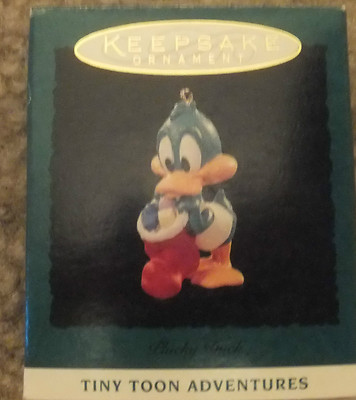 KEEPSAKE
ORNAMENT
Plucky Duck
TINY TOON ADVENTURES